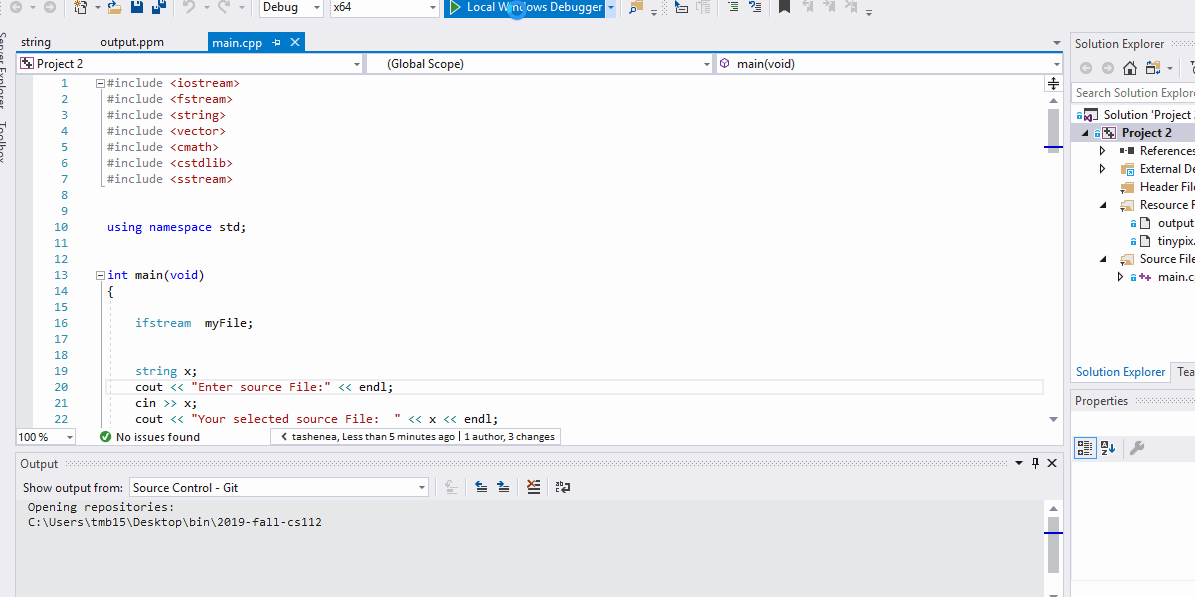 Debug x64 Local Windows Debugger
Server Explorer Toolbox
string output.ppm main.cpp
Project 2 (Global Scope) main(void)
1 #include <iostream>
2 #include <fstream>
3 #include <string>
4 #include <vector>
5 #include <cmath>
6 #include <cstdlib>
7 #include <sstream>
8
9
10 using namespace std;
11
12
13 int main(void)
14 {
15
16 ifstream myFile;
17
18
19 string x;
20 cout << "Enter source File:" << endl;
21 cin >> x;
22 cout << "Your selected source File:  " << x << endl;
100 % No issues found tashenea, Less than 5 minutes ago | 1 author, 3 changes
Output
Show output from: Source Control - Git
Opening repositories:
C:\Users\tmb15\Desktop\bin\2019-fall-cs112
Solution Explorer
Search Solution Explor
Solution 'Project
Project 2
References
External De
Header File
Resource F
output
tinypix.
Source File
main.c
Solution Explorer Tea
Properties